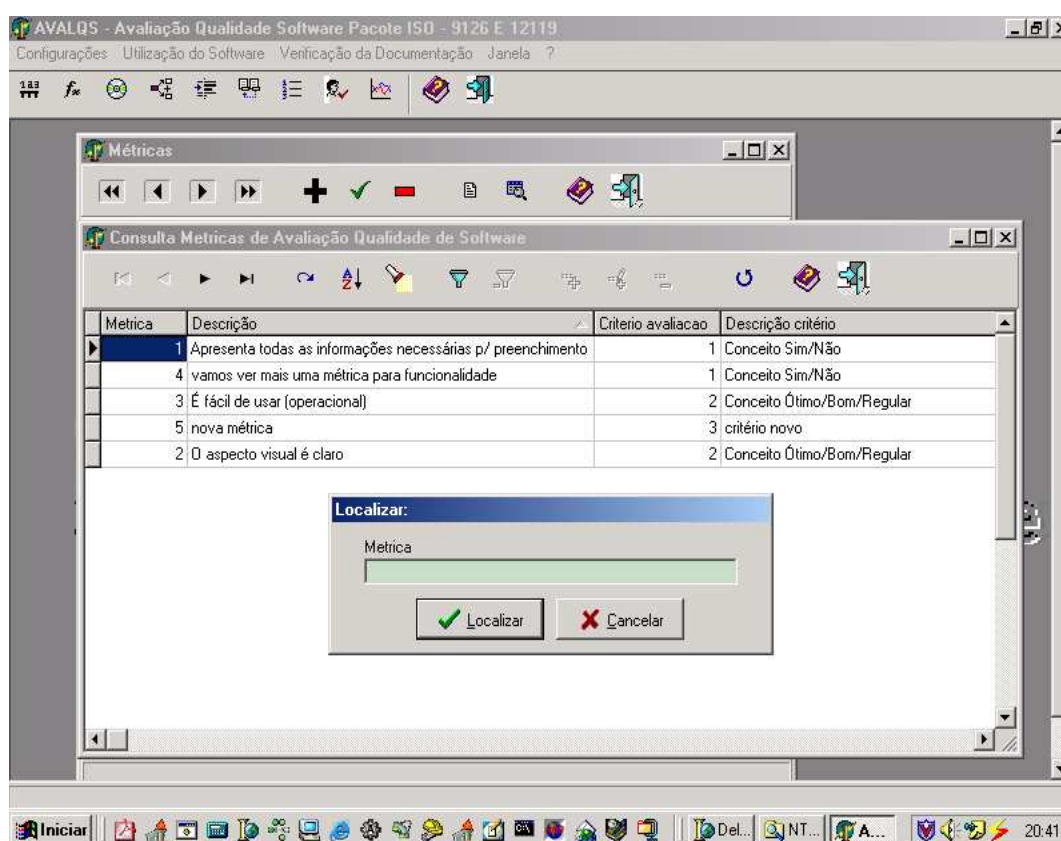 AVALQS - Avaliação Qualidade Software Pacote ISO - 9126 E 12119
Configurações Utilização do Software Verificação da Documentação Janela ?
Métricas
Consulta Metricas de Avaliação Qualidade de Software
Metrica Descrição Criterio avaliacao Descrição critério
1 Apresenta todas as informações necessárias p/ preenchimento 1 Conceito Sim/Não
4 vamos ver mais uma métrica para funcionalidade 1 Conceito Sim/Não
3 É fácil de usar (operacional) 2 Conceito Ótimo/Bom/Regular
5 nova métrica 3 critério novo
2 O aspecto visual é claro 2 Conceito Ótimo/Bom/Regular
Localizar:
Metrica
Localizar Cancelar
Iniciar Del... NT... A... 20:41